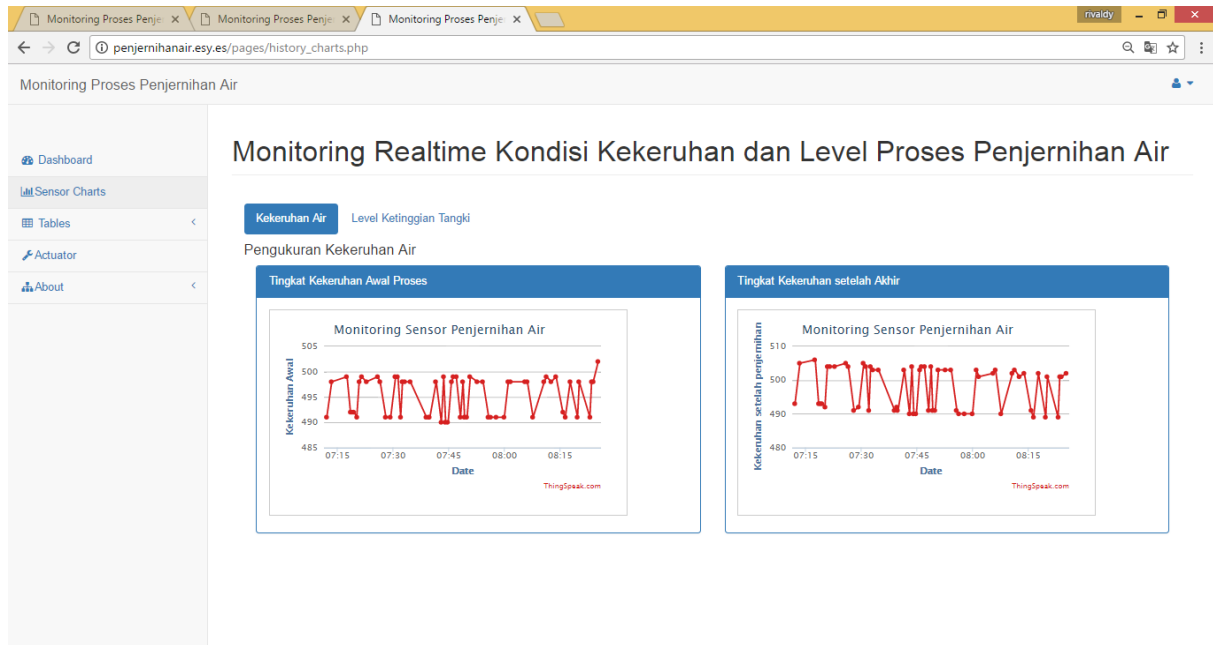 Monitoring Proses Penje
Monitoring Proses Penje
Monitoring Proses Penje
rivaldy
penjernihanair.esy.es/pages/history_charts.php
Monitoring Proses Penjernihan Air
Dashboard
Sensor Charts
Tables
Actuator
About
Monitoring Realtime Kondisi Kekeruhan dan Level Proses Penjernihan Air
Kekeruhan Air
Level Ketinggian Tangki
Pengukuran Kekeruhan Air
Tingkat Kekeruhan Awal Proses
Monitoring Sensor Penjernihan Air
Kekeruhan Awal
505
500
495
490
485
07:15 07:30 07:45 08:00 08:15
Date
ThingSpeak.com
Tingkat Kekeruhan setelah Akhir
Monitoring Sensor Penjernihan Air
Kekeruhan setelah penjernihan
510
500
490
480
07:15 07:30 07:45 08:00 08:15
Date
ThingSpeak.com